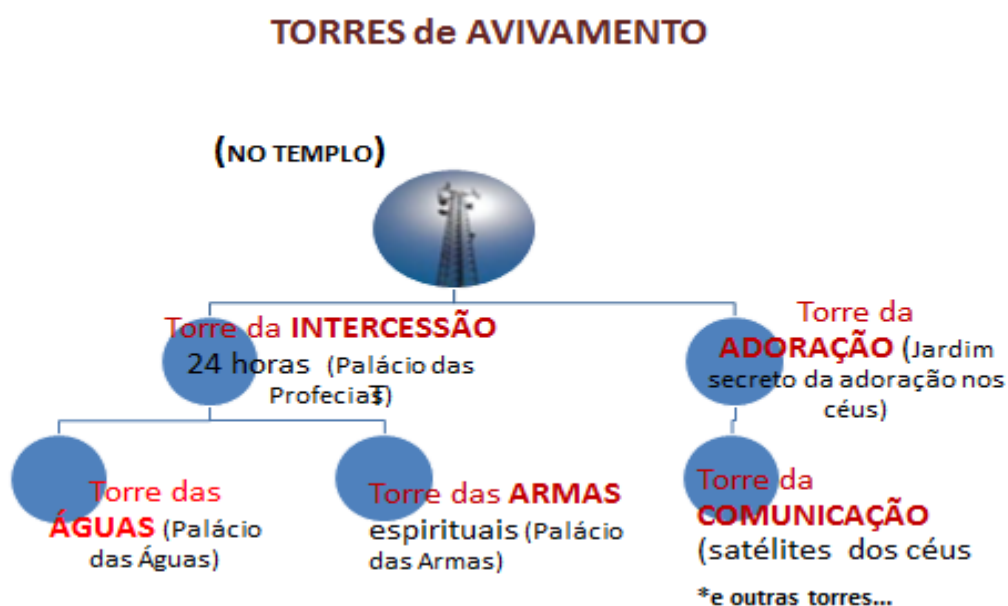 TORRES de AVIVAMENTO
(NO TEMPLO)
Torre da INTERCESSÃO
24 horas (Palácio das
Profecias)
T
Torre da
ADORAÇÃO (Jardim
secreto da adoração nos
céus)
Torre das
ÁGUAS (Palácio
das Águas)
Torre das ARMAS
espirituais (Palácio
das Armas)
Torre da
COMUNICAÇÃO
(satélites dos céus
*e outras torres...